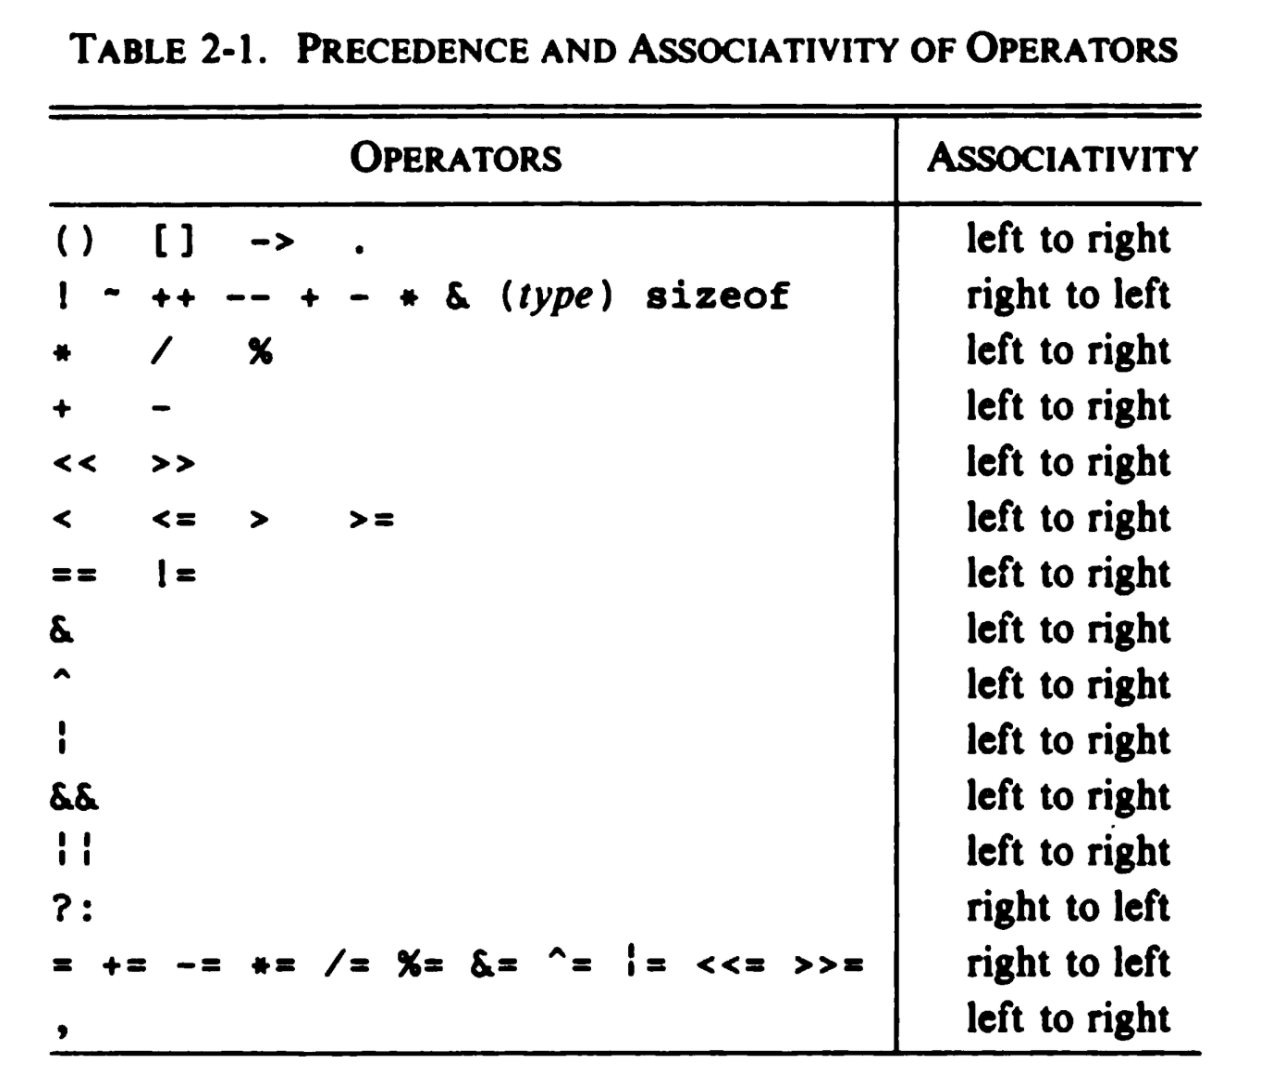 TABLE 2-1. PRECEDENCE AND ASSOCIATIVITY OF OPERATORS
OPERATORS ASSOCIATIVITY
() [] -> . left to right
! ~ ++ -- + - * & (type) sizeof right to left
* / % left to right
+ - left to right
<< >> left to right
< <= > >= left to right
== != left to right
& left to right
^ left to right
¦ left to right
&& left to right
¦¦ left to right
?: right to left
= += -= *= /= %= &= ^= ¦= <<= >>= right to left
, left to right